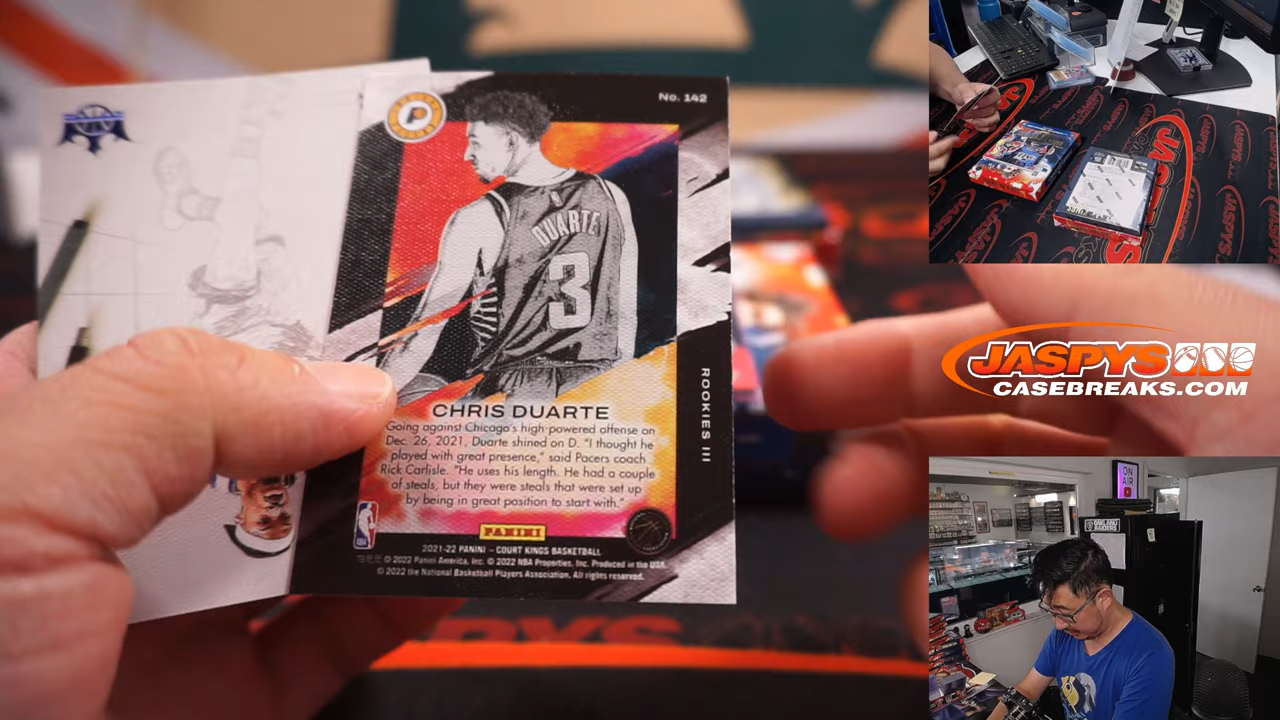 No. 142
DUARTE
3
ROOKIES III
CHRIS DUARTE
Going against Chicago's high-powered offense on
Dec. 26, 2021, Duarte shined on D. "I thought he
played with great presence," said Pacers coach
Rick Carlisle. "He uses his length. He had a couple
of steals, but they were steals that were set up
by being in great position to start with."
PANINI
2021-22 PANINI – COURT KINGS BASKETBALL
© 2022 Panini America, Inc. © 2022 NBA Properties, Inc. Produced in the USA.
© 2022 the National Basketball Players Association, All rights reserved.
JASPYS
JASPYS
CASEBREAKS.COM
ON
AIR
OAKLAND
RAIDERS